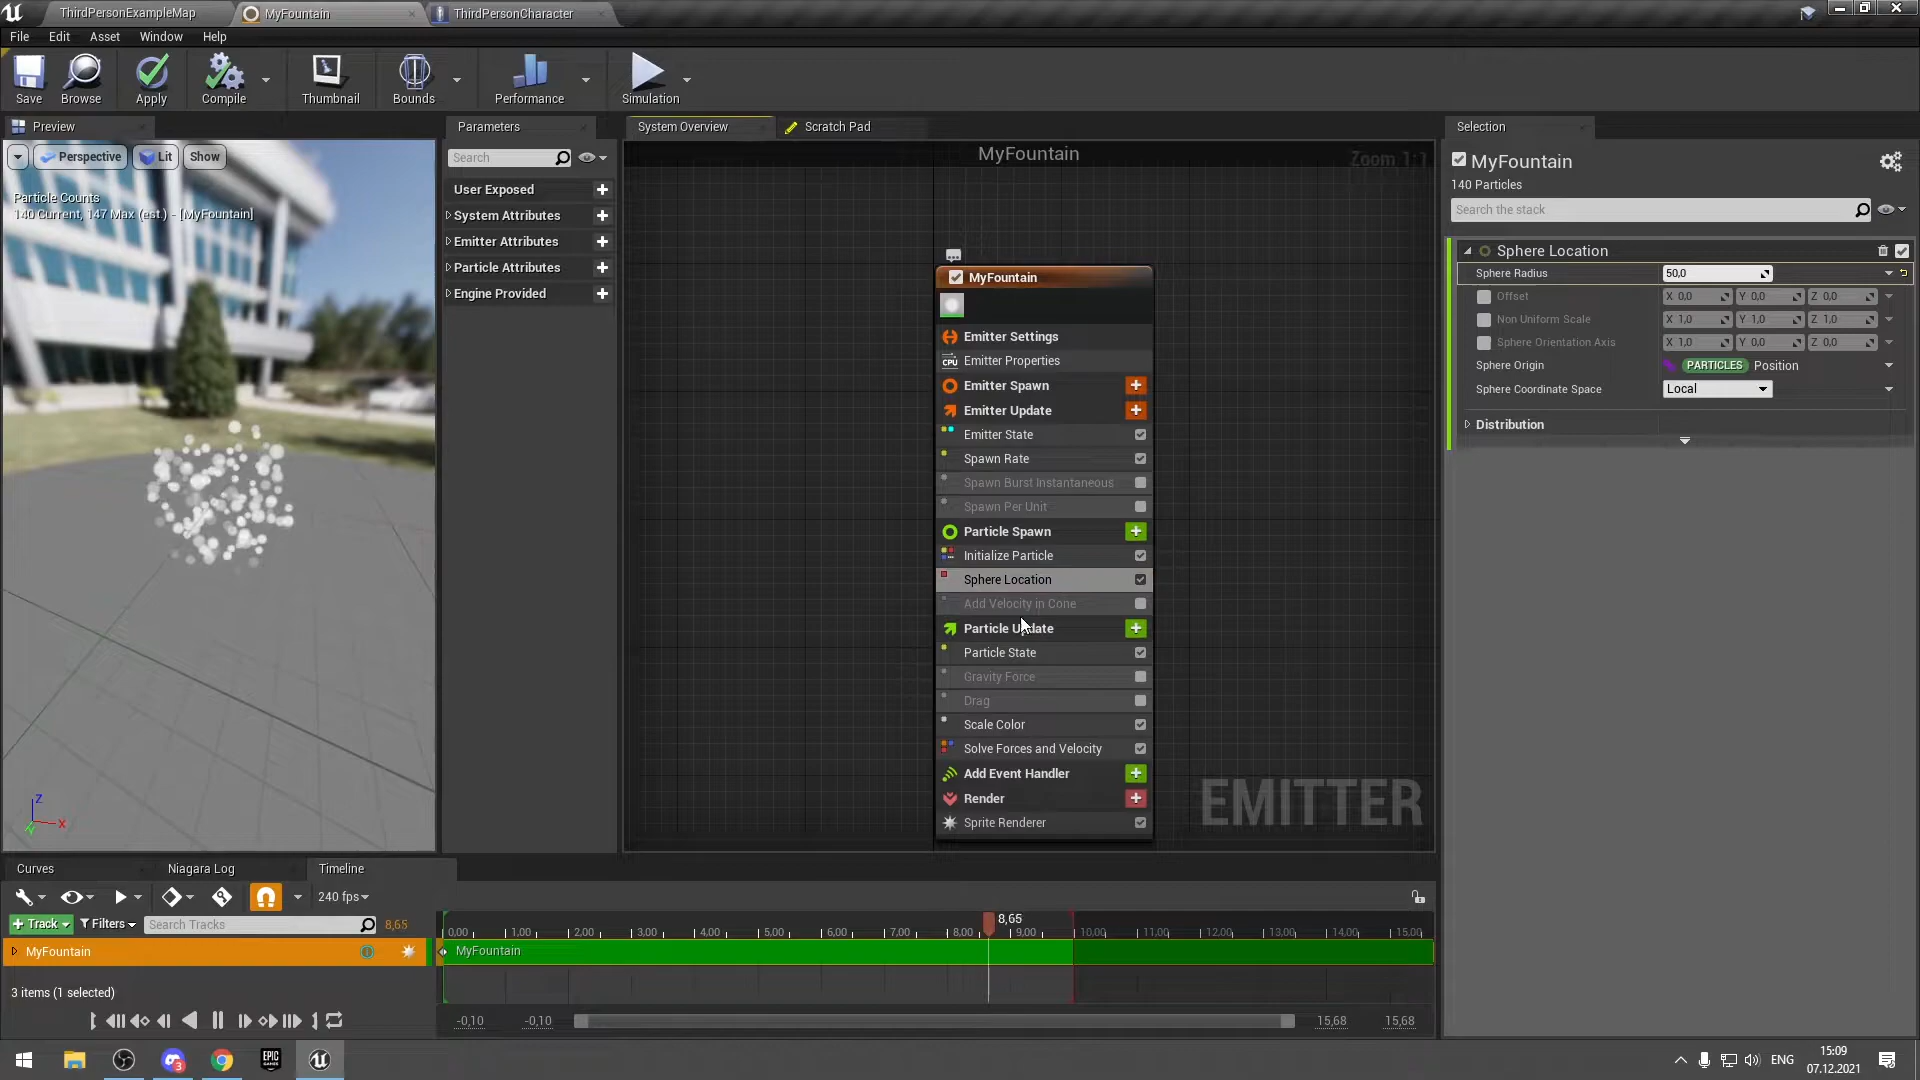 ThirdPersonExampleMap
MyFountain
ThirdPersonCharacter
File Edit Asset Window Help
Save
Browse
Apply
Compile
Thumbnail
Bounds
Performance
Simulation
Preview
Perspective
Lit
Show
Particle Counts
140 Current, 147 Max (est.) - [MyFountain]
Z
X
Y
Parameters
Search
User Exposed
System Attributes
Emitter Attributes
Particle Attributes
Engine Provided
System Overview
Scratch Pad
MyFountain
Zoom 1:1
MyFountain
Emitter Settings
CPU Emitter Properties
Emitter Spawn
Emitter Update
Emitter State
Spawn Rate
Spawn Burst Instantaneous
Spawn Per Unit
Particle Spawn
Initialize Particle
Sphere Location
Add Velocity in Cone
Particle Update
Particle State
Gravity Force
Drag
Scale Color
Solve Forces and Velocity
Add Event Handler
Render
Sprite Renderer
EMITTER
Selection
MyFountain
140 Particles
Search the stack
Sphere Location
Sphere Radius 50,0
Offset X 0,0 Y 0,0 Z 0,0
Non Uniform Scale X 1,0 Y 1,0 Z 1,0
Sphere Orientation Axis X 1,0 Y 0,0 Z 0,0
Sphere Origin PARTICLES Position
Sphere Coordinate Space Local
Distribution
Curves
Niagara Log
Timeline
240 fps
+ Track
Filters
Search Tracks
8,65
8,65
0,00 1,00 2,00 3,00 4,00 5,00 6,00 7,00 8,00 9,00 10,00 11,00 12,00 13,00 14,00 15,00
MyFountain
MyFountain
3 items (1 selected)
-0,10 -0,10 15,68 15,68
EPIC
GAMES
3
ENG
15:09
07.12.2021